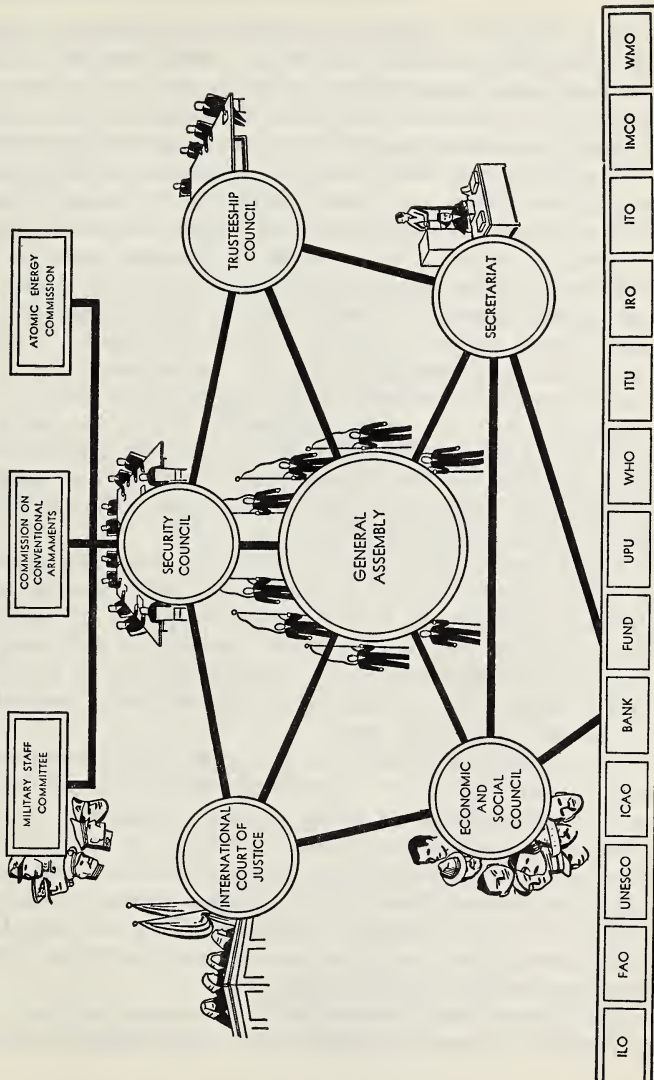 MILITARY STAFF
COMMITTEE
COMMISSION ON
CONVENTIONAL
ARMAMENTS
ATOMIC ENERGY
COMMISSION
SECURITY
COUNCIL
INTERNATIONAL
COURT OF
JUSTICE
TRUSTEESHIP
COUNCIL
GENERAL
ASSEMBLY
ECONOMIC
AND
SOCIAL
COUNCIL
SECRETARIAT
ILO
FAO
UNESCO
ICAO
BANK
FUND
UPU
WHO
ITU
IRO
ITO
IMCO
WMO